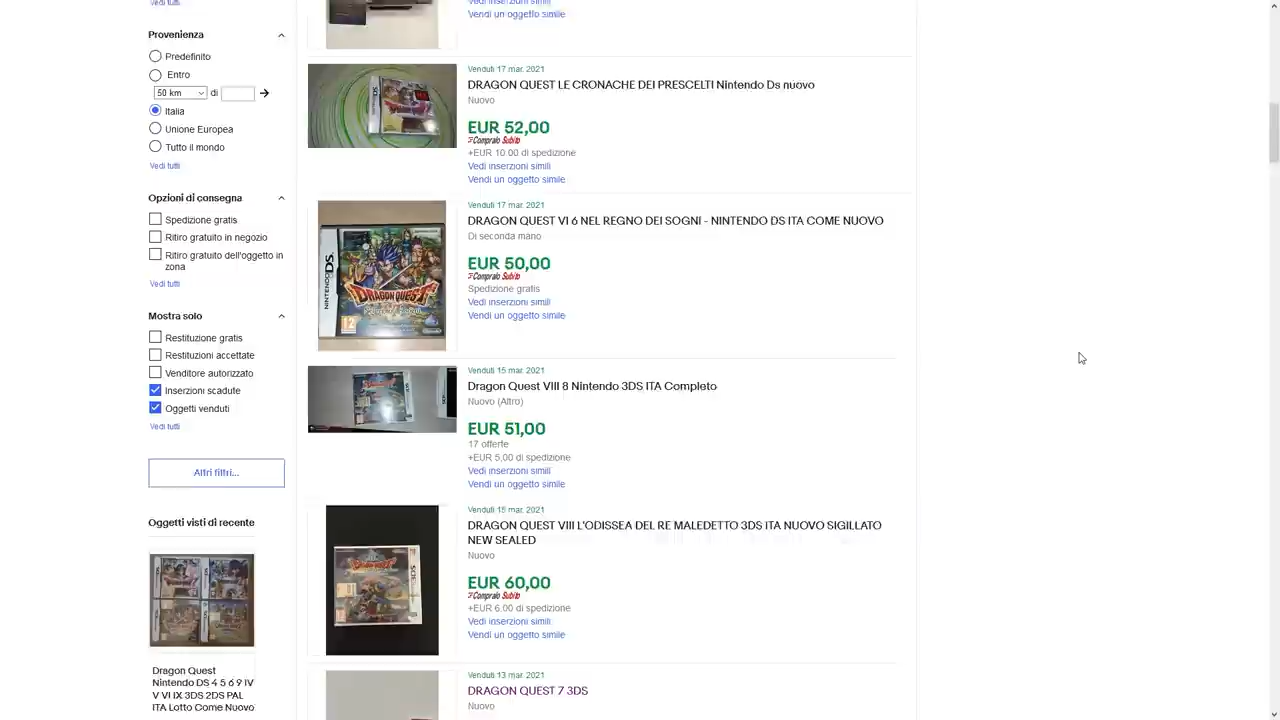 Vedi tutti
Provenienza
Predefinito
Entro
50 km di
Italia
Unione Europea
Tutto il mondo
Vedi tutti
Opzioni di consegna
Spedizione gratis
Ritiro gratuito in negozio
Ritiro gratuito dell'oggetto in
zona
Vedi tutti
Mostra solo
Restituzione gratis
Restituzioni accettate
Venditore autorizzato
Inserzioni scadute
Oggetti venduti
Vedi tutti
Altri filtri...
Oggetti visti di recente
Dragon Quest
Nintendo DS 4 5 6 9 IV
V VI IX 3DS 2DS PAL
ITA Lotto Come Nuovo
Vedi inserzioni simili
Vendi un oggetto simile
Venduti 17 mar. 2021
DRAGON QUEST LE CRONACHE DEI PRESCELTI Nintendo Ds nuovo
Nuovo
EUR 52,00
Compralo Subito
+EUR 10,00 di spedizione
Vedi inserzioni simili
Vendi un oggetto simile
Venduti 17 mar. 2021
DRAGON QUEST VI 6 NEL REGNO DEI SOGNI - NINTENDO DS ITA COME NUOVO
Di seconda mano
EUR 50,00
Compralo Subito
Spedizione gratis
Vedi inserzioni simili
Vendi un oggetto simile
NINTENDO DS
DRAGON QUEST
12
Venduti 15 mar. 2021
Dragon Quest VIII 8 Nintendo 3DS ITA Completo
Nuovo (Altro)
EUR 51,00
17 offerte
+EUR 5,00 di spedizione
Vedi inserzioni simili
Vendi un oggetto simile
Venduti 15 mar. 2021
DRAGON QUEST VIII L'ODISSEA DEL RE MALEDETTO 3DS ITA NUOVO SIGILLATO
NEW SEALED
Nuovo
EUR 60,00
Compralo Subito
+EUR 6,00 di spedizione
Vedi inserzioni simili
Vendi un oggetto simile
Venduti 13 mar. 2021
DRAGON QUEST 7 3DS
Nuovo